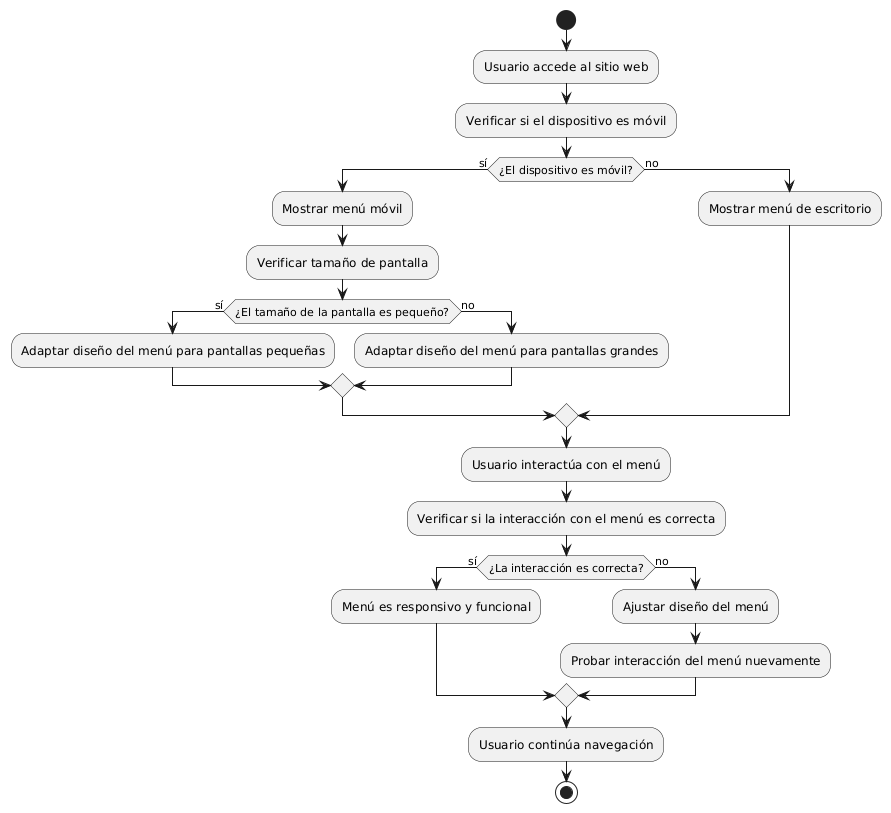 Usuario accede al sitio web
Verificar si el dispositivo es móvil
sí
¿El dispositivo es móvil?
no
Mostrar menú móvil
Mostrar menú de escritorio
Verificar tamaño de pantalla
sí
¿El tamaño de la pantalla es pequeño?
no
Adaptar diseño del menú para pantallas pequeñas
Adaptar diseño del menú para pantallas grandes
Usuario interactúa con el menú
Verificar si la interacción con el menú es correcta
sí
¿La interacción es correcta?
no
Menú es responsivo y funcional
Ajustar diseño del menú
Probar interacción del menú nuevamente
Usuario continúa navegación